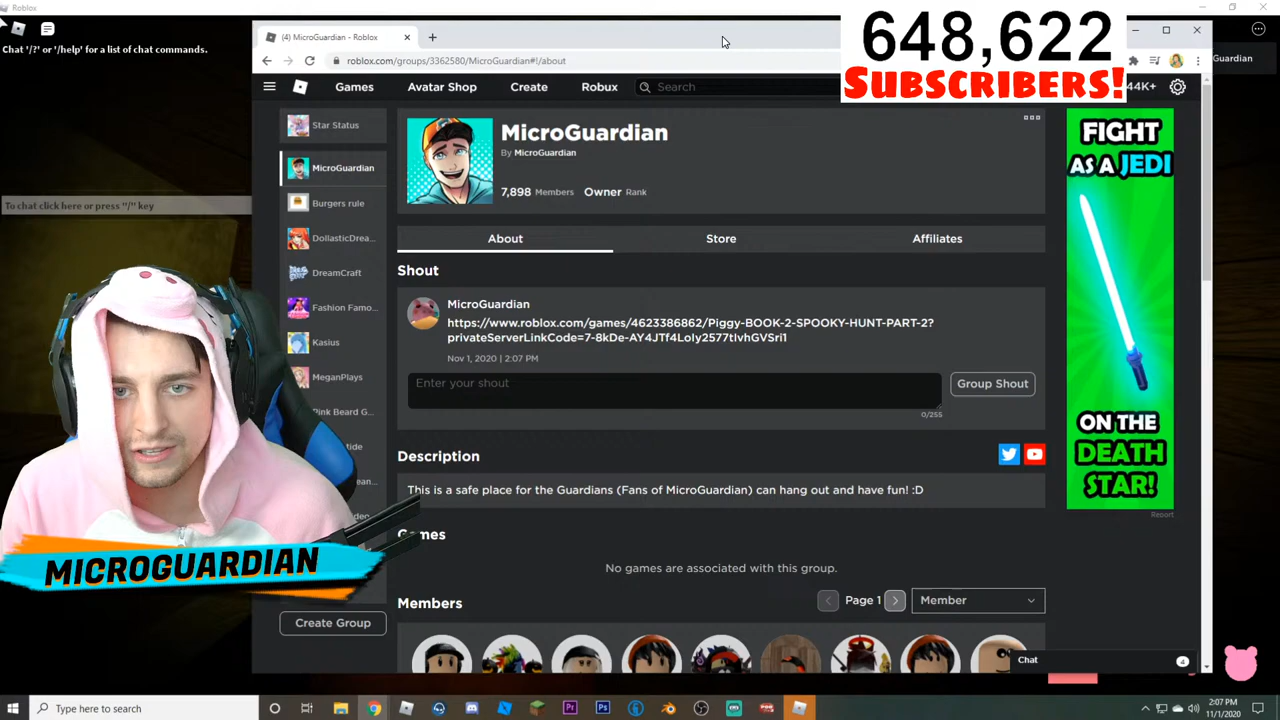 Roblox
Chat '/?' or '/help' for a list of chat commands.
To chat click here or press "/" key
(4) MicroGuardian - Roblox
roblox.com/groups/3362580/MicroGuardian#!/about
648,622
SUBSCRIBERS!
Guardian
Games
Avatar Shop
Create
Robux
Search
44K+
Star Status
MicroGuardian
Burgers rule
DollasticDrea...
DreamCraft
Fashion Famo...
Kasius
MeganPlays
Pink Beard G...
Create Group
MicroGuardian
By MicroGuardian
7,898 Members
Owner Rank
About
Store
Affiliates
Shout
MicroGuardian
https://www.roblox.com/games/4623386862/Piggy-BOOK-2-SPOOKY-HUNT-PART-2?
privateServerLinkCode=7-8kDe-AY4JTf4LoIy2577tIvhGVSri1
Nov 1, 2020 | 2:07 PM
Enter your shout
Group Shout
0/255
Description
This is a safe place for the Guardians (Fans of MicroGuardian) can hang out and have fun! :D
Games
No games are associated with this group.
Members
Page 1
Member
Chat
4
FIGHT
AS A JEDI
ON THE
DEATH
STAR!
Report
MICROGUARDIAN
Type here to search
2:07 PM
11/1/2020